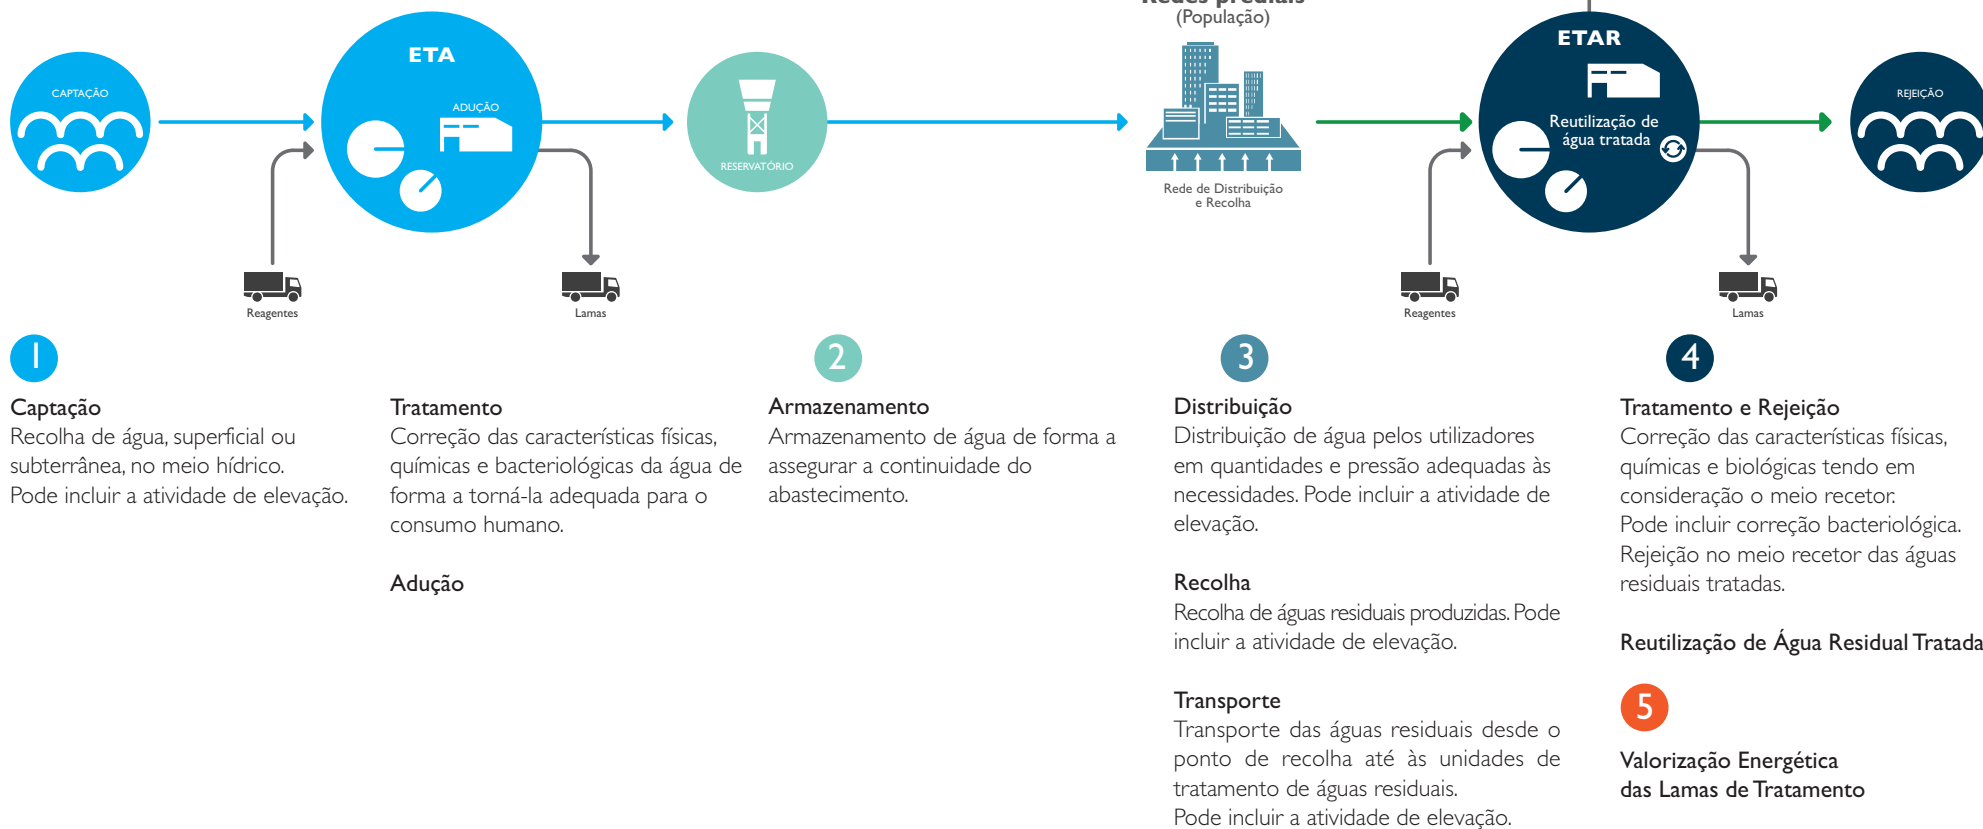 Redes prediais
(População)
ETA
ETAR
CAPTAÇÃO
ADUÇÃO
RESERVATÓRIO
Rede de Distribuição
e Recolha
Reutilização de
água tratada
REJEIÇÃO
Reagentes
Lamas
Reagentes
Lamas
1
Captação
Recolha de água, superficial ou
subterrânea, no meio hídrico.
Pode incluir a atividade de elevação.
Tratamento
Correção das características físicas,
químicas e bacteriológicas da água de
forma a torná-la adequada para o
consumo humano.
Adução
2
Armazenamento
Armazenamento de água de forma a
assegurar a continuidade do
abastecimento.
3
Distribuição
Distribuição de água pelos utilizadores
em quantidades e pressão adequadas às
necessidades. Pode incluir a atividade de
elevação.
Recolha
Recolha de águas residuais produzidas. Pode
incluir a atividade de elevação.
Transporte
Transporte das águas residuais desde o
ponto de recolha até às unidades de
tratamento de águas residuais.
Pode incluir a atividade de elevação.
4
Tratamento e Rejeição
Correção das características físicas,
químicas e biológicas tendo em
consideração o meio recetor.
Pode incluir correção bacteriológica.
Rejeição no meio recetor das águas
residuais tratadas.
Reutilização de Água Residual Tratada
5
Valorização Energética
das Lamas de Tratamento